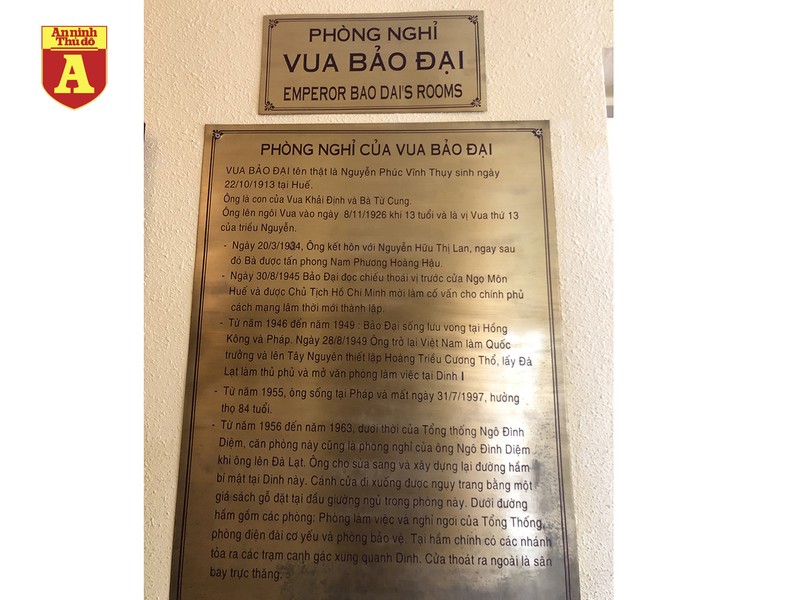 An ninh
Thủ đô
A
PHÒNG NGHỈ
VUA BẢO ĐẠI
EMPEROR BAO DAI'S ROOMS
PHÒNG NGHỈ CỦA VUA BẢO ĐẠI
VUA BẢO ĐẠI tên thật là Nguyễn Phúc Vĩnh Thụy sinh ngày
22/10/1913 tại Huế.
Ông là con của Vua Khải Định và Bà Từ Cung.
Ông lên ngôi Vua vào ngày 8/11/1926 khi 13 tuổi và là vị Vua thứ 13
của triều Nguyễn.
- Ngày 20/3/1934, Ông kết hôn với Nguyễn Hữu Thị Lan, ngay sau
đó Bà được tấn phong Nam Phương Hoàng Hậu.
- Ngày 30/8/1945 Bảo Đại đọc chiếu thoái vị trước cửa Ngọ Môn
Huế và được Chủ Tịch Hồ Chí Minh mời làm cố vấn cho chính phủ
cách mạng lâm thời mới thành lập.
- Từ năm 1946 đến năm 1949 : Bảo Đại sống lưu vong tại Hồng
Kông và Pháp. Ngày 28/8/1949 Ông trở lại Việt Nam làm Quốc
trưởng và lên Tây Nguyên thiết lập Hoàng Triều Cương Thổ, lấy Đà
Lạt làm thủ phủ và mở văn phòng làm việc tại Dinh I
- Từ năm 1955, ông sống tại Pháp và mất ngày 31/7/1997, hưởng
thọ 84 tuổi.
- Từ năm 1956 đến năm 1963, dưới thời của Tổng thống Ngô Đình
Diệm, căn phòng này cũng là phòng nghỉ của ông Ngô Đình Diệm
khi ông lên Đà Lạt. Ông cho sửa sang và xây dựng lại đường hầm
bí mật tại Dinh này. Cánh cửa đi xuống được ngụy trang bằng một
giá sách gỗ đặt tại đầu giường ngủ trong phòng này. Dưới đường
hầm gồm các phòng: Phòng làm việc và nghỉ ngơi của Tổng Thống,
phòng điện đài cơ yếu và phòng bảo vệ. Tại hầm chính có các nhánh
tỏa ra các trạm canh gác xung quanh Dinh. Cửa thoát ra ngoài là sân
bay trực thăng.